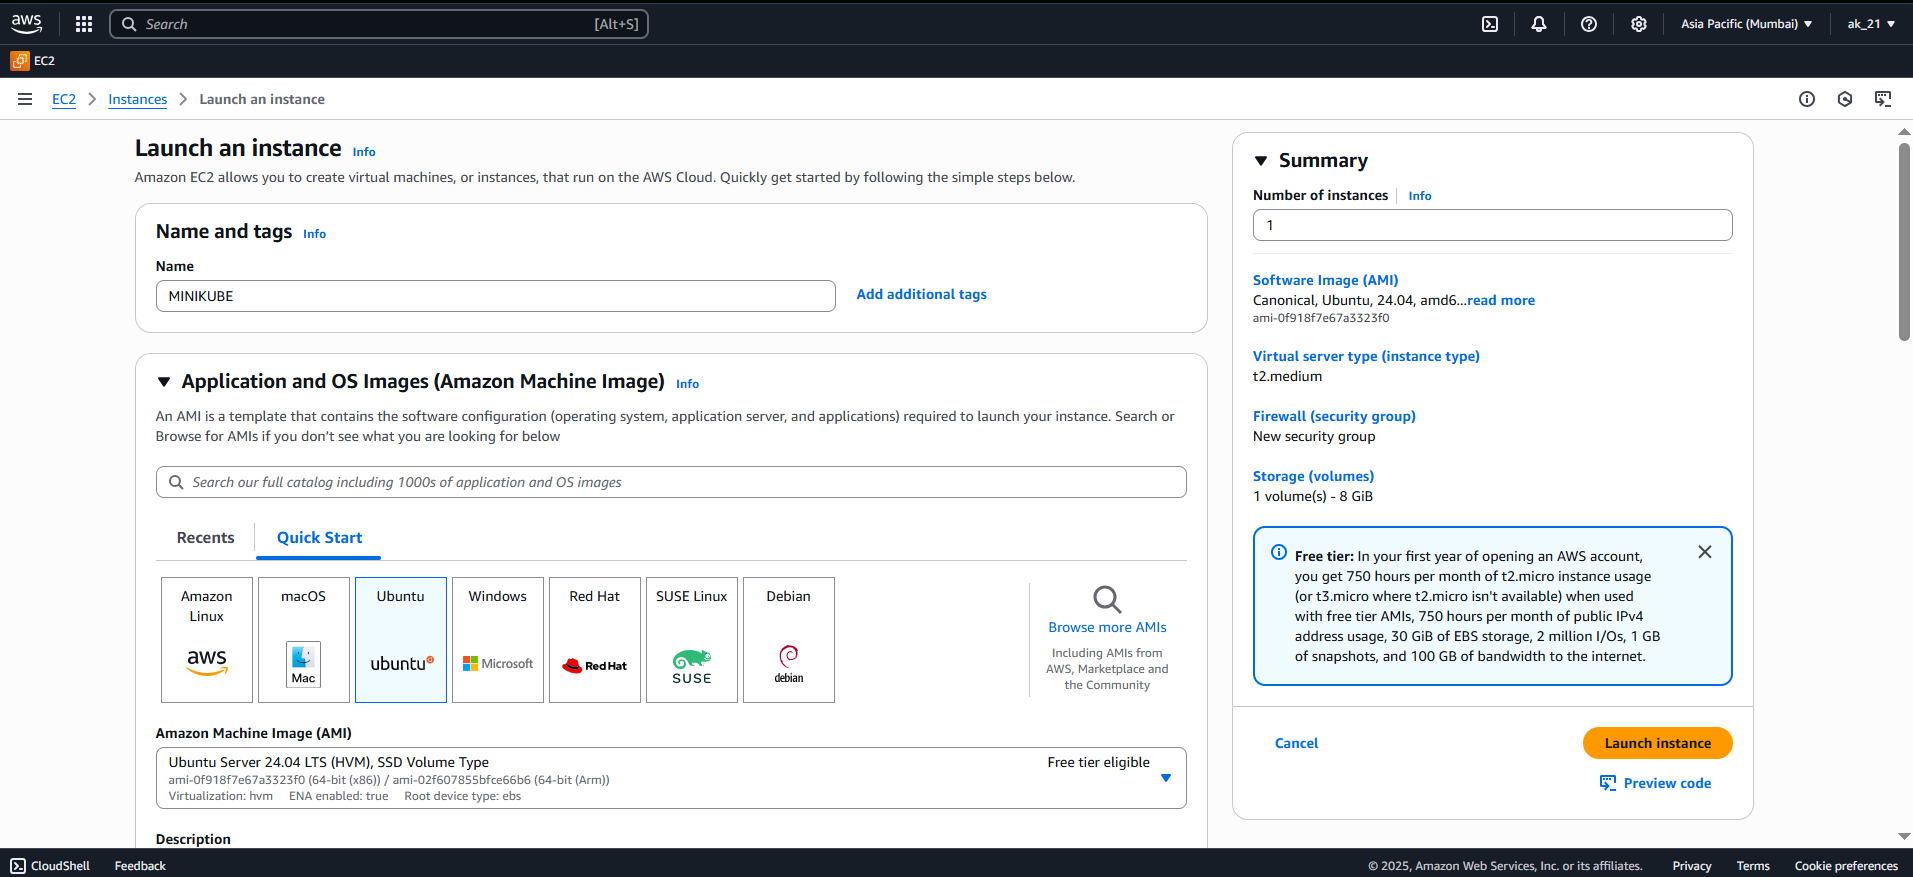 aws
Search
[Alt+S]
Asia Pacific (Mumbai)
ak_21
EC2
EC2
Instances
Launch an instance
Launch an instance Info
Amazon EC2 allows you to create virtual machines, or instances, that run on the AWS Cloud. Quickly get started by following the simple steps below.
Name and tags Info
Name
MINIKUBE
Add additional tags
Application and OS Images (Amazon Machine Image) Info
An AMI is a template that contains the software configuration (operating system, application server, and applications) required to launch your instance. Search or
Browse for AMIs if you don't see what you are looking for below
Search our full catalog including 1000s of application and OS images
Recents
Quick Start
Amazon
Linux
aws
macOS
Mac
Ubuntu
ubuntu
Windows
Microsoft
Red Hat
Red Hat
SUSE Linux
SUSE
Debian
debian
Browse more AMIs
Including AMIs from
AWS, Marketplace and
the Community
Amazon Machine Image (AMI)
Ubuntu Server 24.04 LTS (HVM), SSD Volume Type
Free tier eligible
ami-0f918f7e67a3323f0 (64-bit (x86)) / ami-02f607855bfce66b6 (64-bit (Arm))
Virtualization: hvm ENA enabled: true Root device type: ebs
Description
Summary
Number of instances Info
1
Software Image (AMI)
Canonical, Ubuntu, 24.04, amd6...read more
ami-0f918f7e67a3323f0
Virtual server type (instance type)
t2.medium
Firewall (security group)
New security group
Storage (volumes)
1 volume(s) - 8 GiB
Free tier: In your first year of opening an AWS account,
you get 750 hours per month of t2.micro instance usage
(or t3.micro where t2.micro isn't available) when used
with free tier AMIs, 750 hours per month of public IPv4
address usage, 30 GiB of EBS storage, 2 million I/Os, 1 GB
of snapshots, and 100 GB of bandwidth to the internet.
Cancel
Launch instance
Preview code
CloudShell
Feedback
© 2025, Amazon Web Services, Inc. or its affiliates.
Privacy
Terms
Cookie preferences